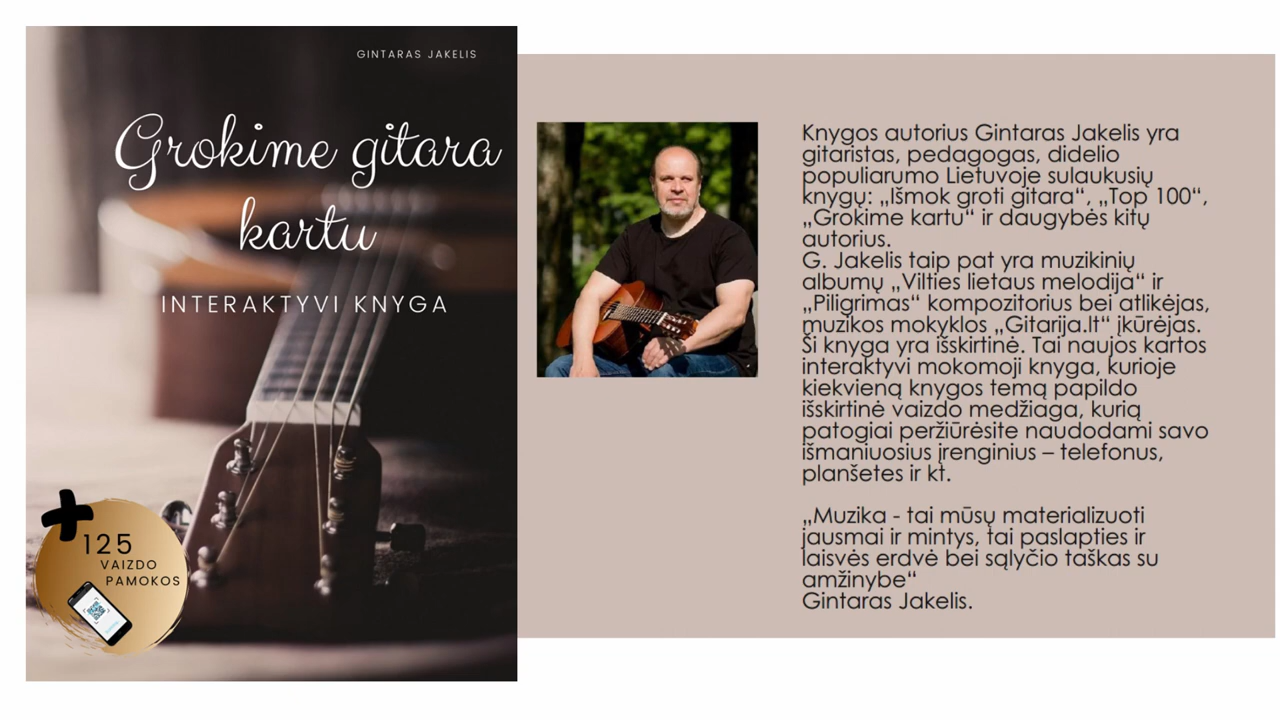 GINTARAS JAKELIS
Grokime gitara
kartu
INTERAKTYVI KNYGA
125
VAIZDO
PAMOKOS
Knygos autorius Gintaras Jakelis yra
gitaristas, pedagogas, didelio
populiarumo Lietuvoje sulaukusių
knygų: „Išmok groti gitara“, „Top 100“,
„Grokime kartu“ ir daugybės kitų
autorius.
G. Jakelis taip pat yra muzikinių
albumų „Vilties lietaus melodija“ ir
„Piligrimas“ kompozitorius bei atlikėjas,
muzikos mokyklos „Gitarija.lt“ įkūrėjas.
Ši knyga yra išskirtinė. Tai naujos kartos
interaktyvi mokomoji knyga, kurioje
kiekvieną knygos temą papildo
išskirtinė vaizdo medžiaga, kurią
patogiai peržiūrėsite naudodami savo
išmaniuosius įrenginius – telefonus,
planšetes ir kt.
„Muzika - tai mūsų materializuoti
jausmai ir mintys, tai paslapties ir
laisvės erdvė bei sąlyčio taškas su
amžinybe“
Gintaras Jakelis.